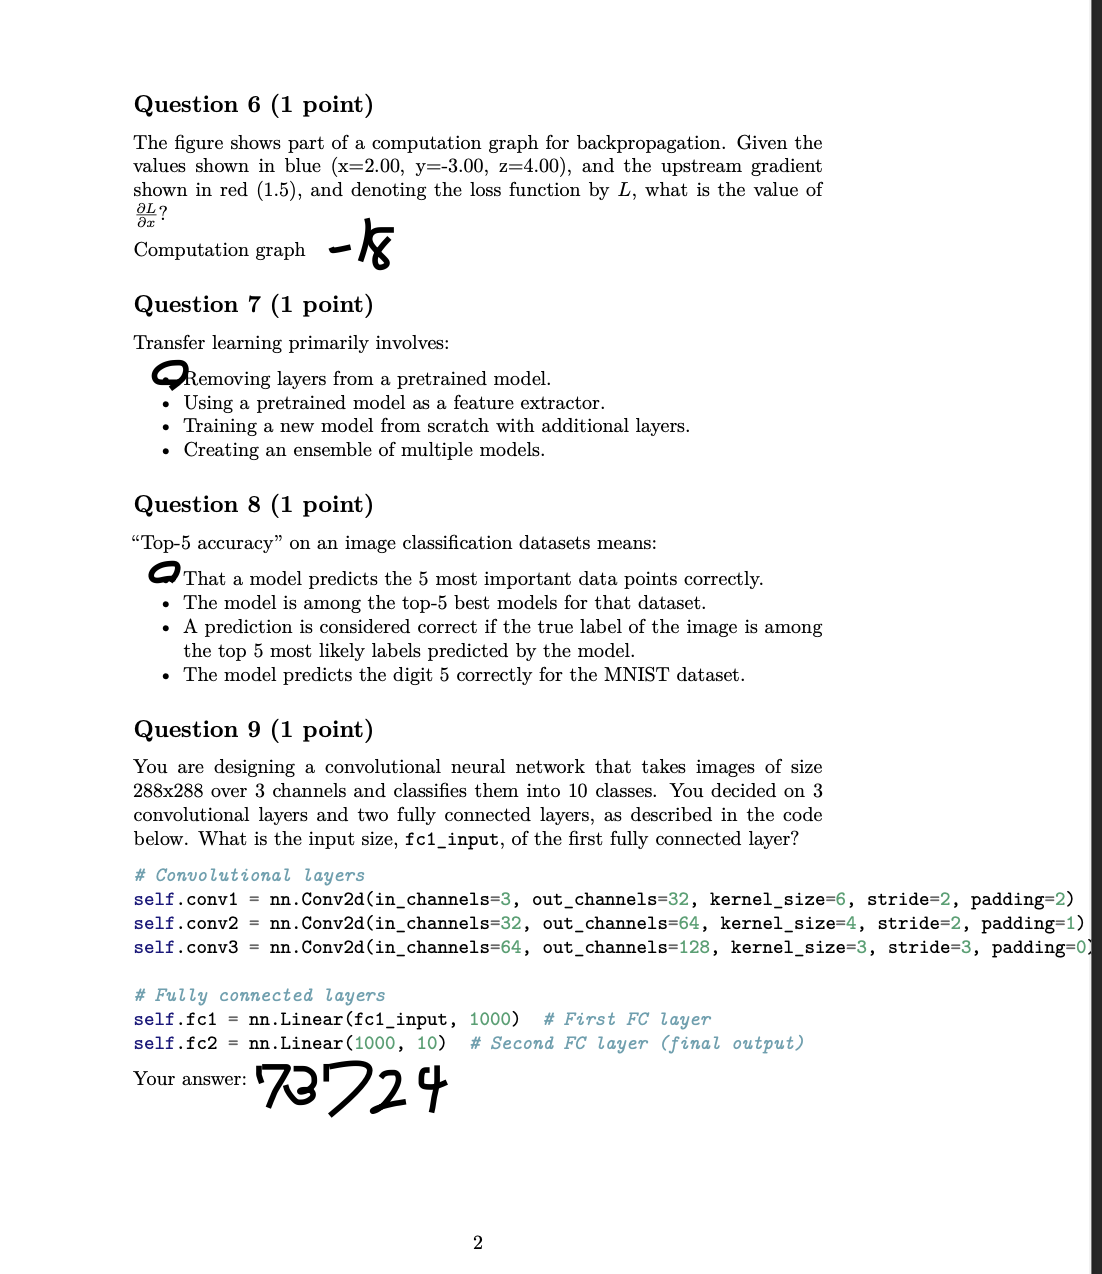 Question 6 (1 point)
The figure shows part of a computation graph for backpropagation. Given the
values shown in blue (x=2.00, y=-3.00, z=4.00), and the upstream gradient
shown in red (1.5), and denoting the loss function by L, what is the value of
∂L/∂x?
Computation graph -18
Question 7 (1 point)
Transfer learning primarily involves:
Removing layers from a pretrained model.
• Using a pretrained model as a feature extractor.
• Training a new model from scratch with additional layers.
• Creating an ensemble of multiple models.
Question 8 (1 point)
“Top-5 accuracy” on an image classification datasets means:
That a model predicts the 5 most important data points correctly.
• The model is among the top-5 best models for that dataset.
• A prediction is considered correct if the true label of the image is among
the top 5 most likely labels predicted by the model.
• The model predicts the digit 5 correctly for the MNIST dataset.
Question 9 (1 point)
You are designing a convolutional neural network that takes images of size
288x288 over 3 channels and classifies them into 10 classes. You decided on 3
convolutional layers and two fully connected layers, as described in the code
below. What is the input size, fc1_input, of the first fully connected layer?
# Convolutional layers
self.conv1 = nn.Conv2d(in_channels=3, out_channels=32, kernel_size=6, stride=2, padding=2)
self.conv2 = nn.Conv2d(in_channels=32, out_channels=64, kernel_size=4, stride=2, padding=1)
self.conv3 = nn.Conv2d(in_channels=64, out_channels=128, kernel_size=3, stride=3, padding=0)
# Fully connected layers
self.fc1 = nn.Linear(fc1_input, 1000) # First FC layer
self.fc2 = nn.Linear(1000, 10) # Second FC layer (final output)
Your answer: 73724
2